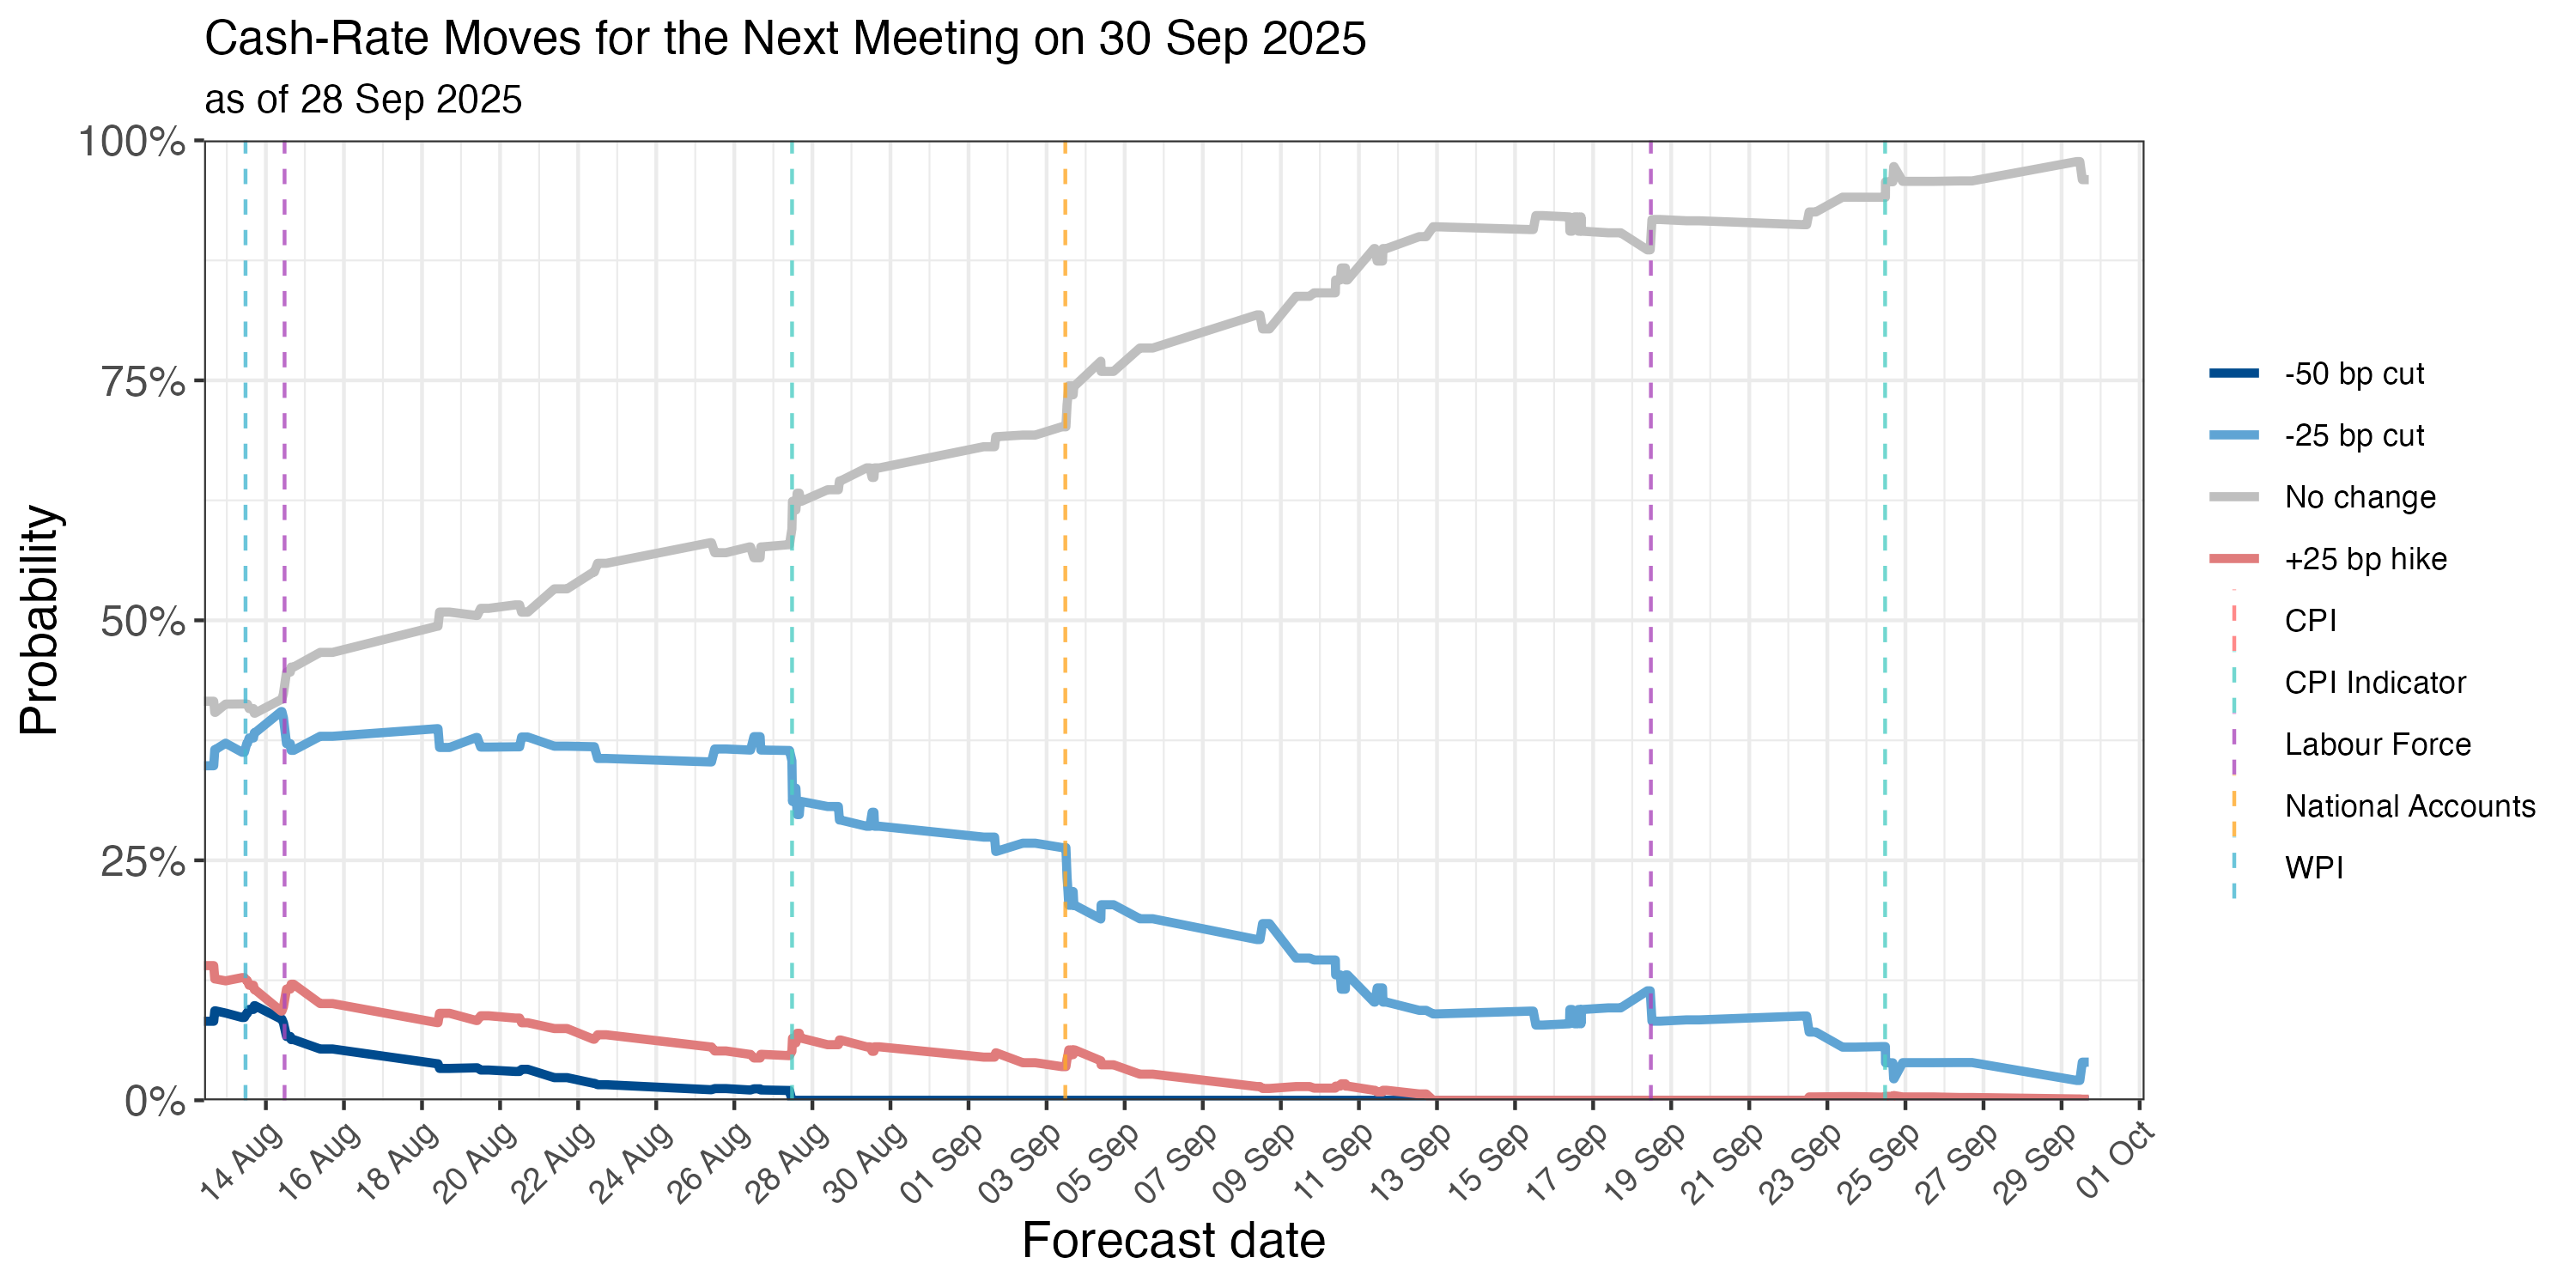 Cash-Rate Moves for the Next Meeting on 30 Sep 2025
as of 28 Sep 2025
Probability
100%
75%
50%
25%
0%
14 Aug
16 Aug
18 Aug
20 Aug
22 Aug
24 Aug
26 Aug
28 Aug
30 Aug
01 Sep
03 Sep
05 Sep
07 Sep
09 Sep
11 Sep
13 Sep
15 Sep
17 Sep
19 Sep
21 Sep
23 Sep
25 Sep
27 Sep
29 Sep
01 Oct
Forecast date
-50 bp cut
-25 bp cut
No change
+25 bp hike
CPI
CPI Indicator
Labour Force
National Accounts
WPI